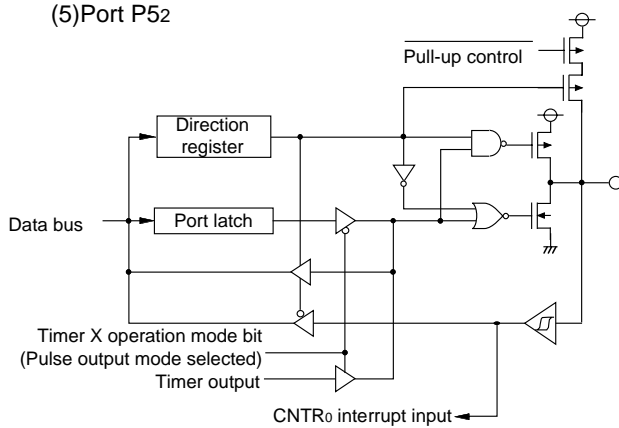 (5)Port P52
Pull-up control
Direction
register
Data bus
Port latch
Timer X operation mode bit
(Pulse output mode selected)
Timer output
CNTR0 interrupt input